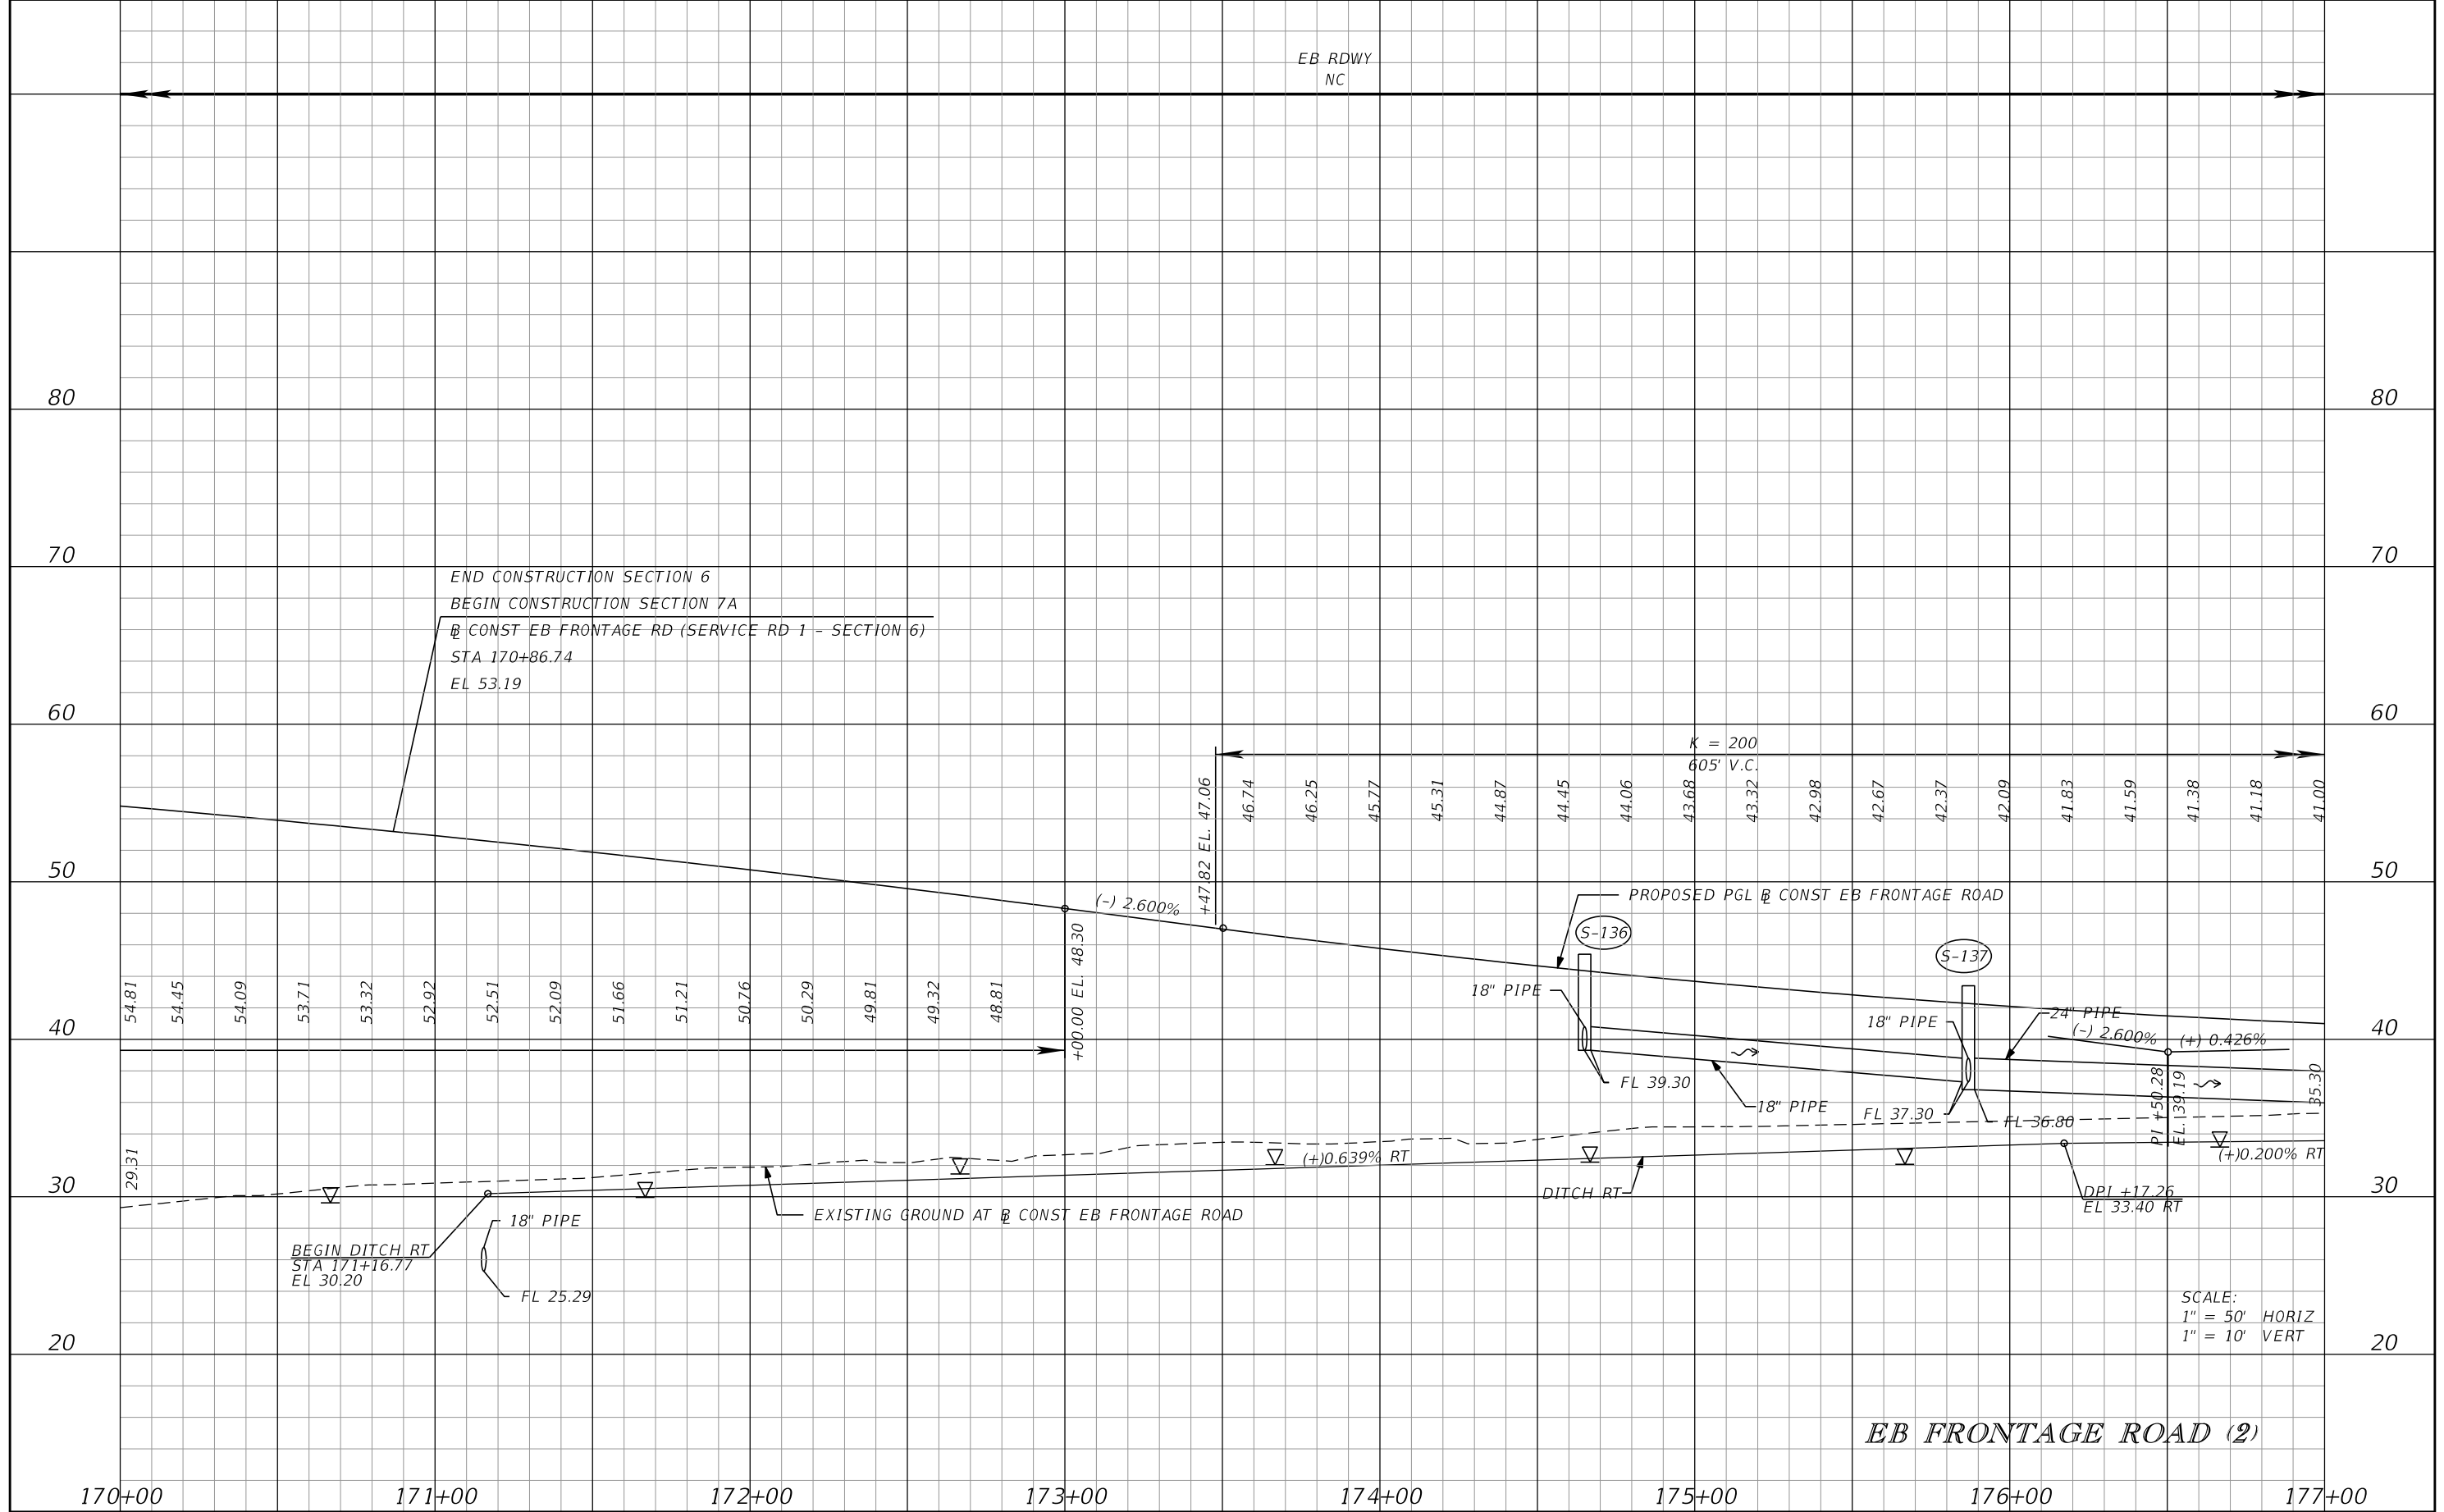 EB RDWY
NC
80
80
70
70
END CONSTRUCTION SECTION 6
BEGIN CONSTRUCTION SECTION 7A
℄ CONST EB FRONTAGE RD (SERVICE RD 1 - SECTION 6)
STA 170+86.74
EL 53.19
60
60
K = 200
605' V.C.
+47.82 EL. 47.06
46.74
46.25
45.77
45.31
44.87
44.45
44.06
43.68
43.32
42.98
42.67
42.37
42.09
41.83
41.59
41.38
41.18
41.00
50
50
(-) 2.600%
PROPOSED PGL ℄ CONST EB FRONTAGE ROAD
S-136
S-137
54.81
54.45
54.09
53.71
53.32
52.92
52.51
52.09
51.66
51.21
50.76
50.29
49.81
49.32
48.81
+00.00 EL. 48.30
18" PIPE
18" PIPE
24" PIPE
40
40
(-) 2.600%
(+) 0.426%
FL 39.30
18" PIPE
FL 37.30
FL 36.80
PI +50.28
EL. 39.19
35.30
29.31
(+)0.639% RT
(+)0.200% RT
30
30
DITCH RT
DPI +17.26
EL 33.40 RT
18" PIPE
EXISTING GROUND AT ℄ CONST EB FRONTAGE ROAD
BEGIN DITCH RT
STA 171+16.77
EL 30.20
FL 25.29
SCALE:
1" = 50' HORIZ
1" = 10' VERT
20
20
EB FRONTAGE ROAD (2)
170+00
171+00
172+00
173+00
174+00
175+00
176+00
177+00